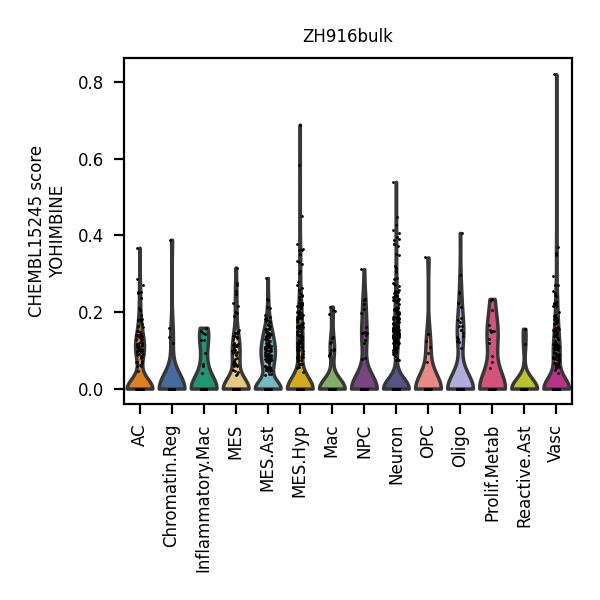 ZH916bulk
CHEMBL15245 score
YOHIMBINE
0.8
0.6
0.4
0.2
0.0
AC
Chromatin.Reg
Inflammatory.Mac
MES
MES.Ast
MES.Hyp
Mac
NPC
Neuron
OPC
Oligo
Prolif.Metab
Reactive.Ast
Vasc